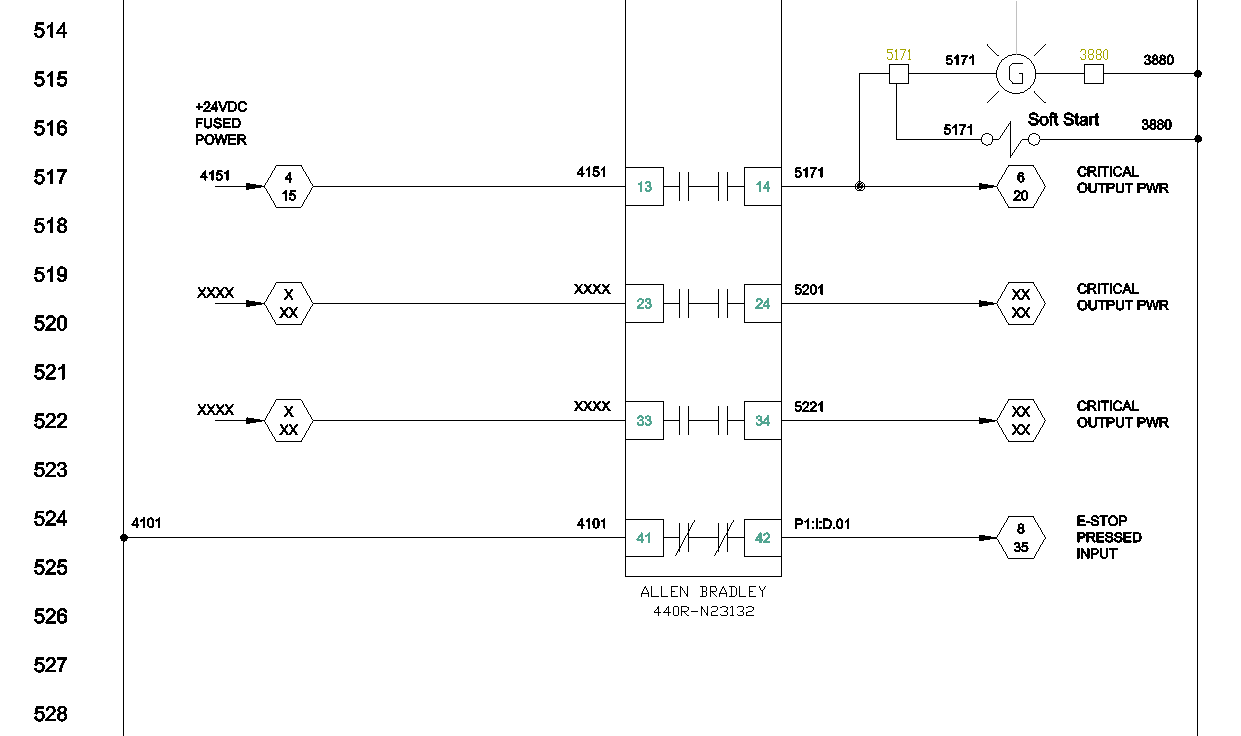 514
5171 3880
5171 G 3880
515
+24VDC
FUSED
POWER
516
Soft Start
5171 3880
517
4151 4 15 4151 13 14 5171 6 20 CRITICAL
OUTPUT PWR
518
519
XXXX X XX XXXX 23 24 5201 XX XX CRITICAL
OUTPUT PWR
520
521
XXXX X XX XXXX 33 34 5221 XX XX CRITICAL
OUTPUT PWR
522
523
524
4101 4101 41 42 P1:I:D.01 8 35 E-STOP
PRESSED
INPUT
525
ALLEN BRADLEY
440R-N23132
526
527
528